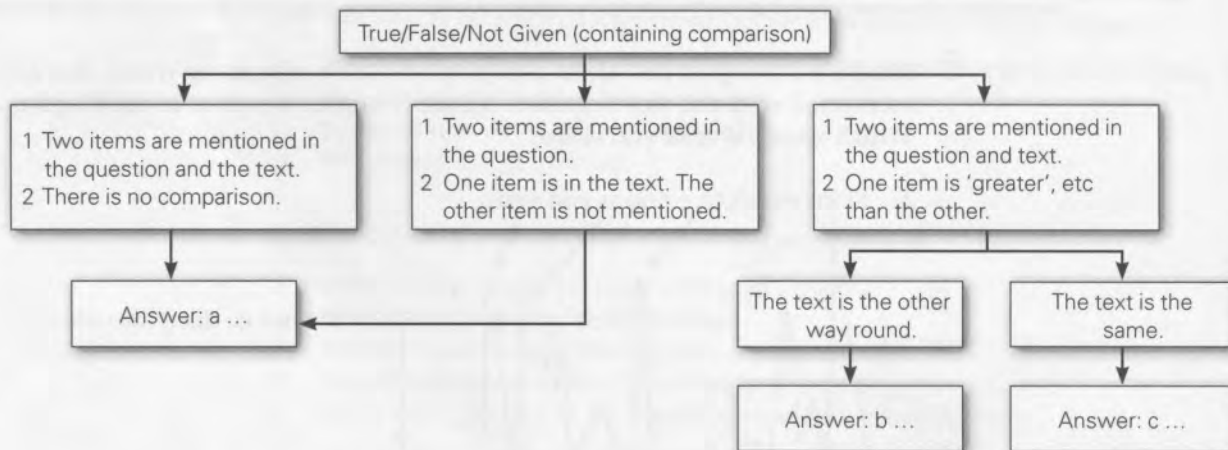 True/False/Not Given (containing comparison)
1 Two items are mentioned in
the question and the text.
2 There is no comparison.
1 Two items are mentioned in
the question.
2 One item is in the text. The
other item is not mentioned.
1 Two items are mentioned in
the question and text.
2 One item is ‘greater’, etc
than the other.
Answer: a ...
The text is the other
way round.
The text is the
same.
Answer: b ...
Answer: c ...